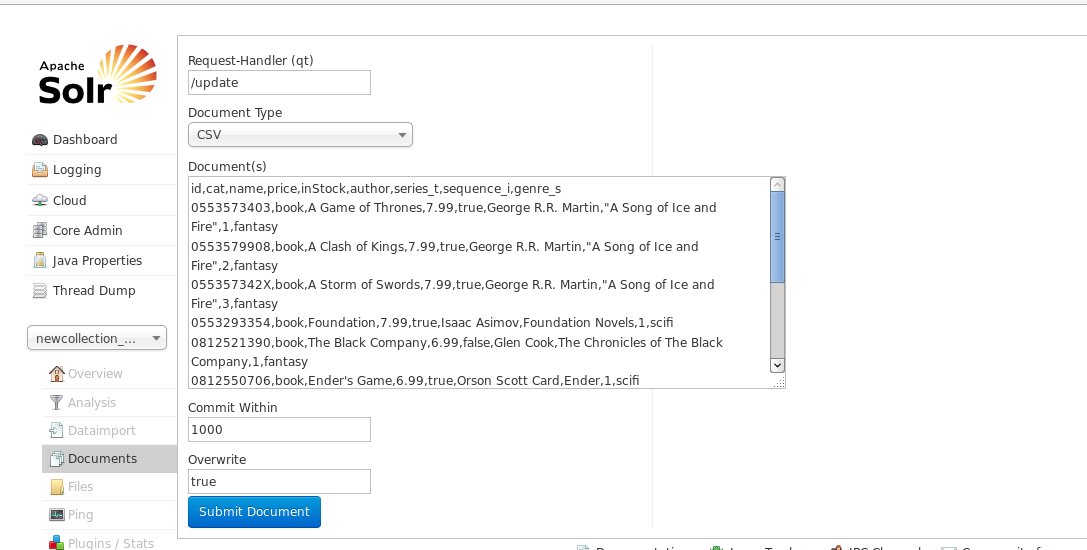 Apache
Solr
Dashboard
Logging
Cloud
Core Admin
Java Properties
Thread Dump
newcollection_...
Overview
Analysis
Dataimport
Documents
Files
Ping
Plugins / Stats
Request-Handler (qt)
/update
Document Type
CSV
Document(s)
id,cat,name,price,inStock,author,series_t,sequence_i,genre_s
0553573403,book,A Game of Thrones,7.99,true,George R.R. Martin,"A Song of Ice and
Fire",1,fantasy
0553579908,book,A Clash of Kings,7.99,true,George R.R. Martin,"A Song of Ice and
Fire",2,fantasy
055357342X,book,A Storm of Swords,7.99,true,George R.R. Martin,"A Song of Ice and
Fire",3,fantasy
0553293354,book,Foundation,7.99,true,Isaac Asimov,Foundation Novels,1,scifi
0812521390,book,The Black Company,6.99,false,Glen Cook,The Chronicles of The Black
Company,1,fantasy
0812550706,book,Ender's Game,6.99,true,Orson Scott Card,Ender,1,scifi
Commit Within
1000
Overwrite
true
Submit Document